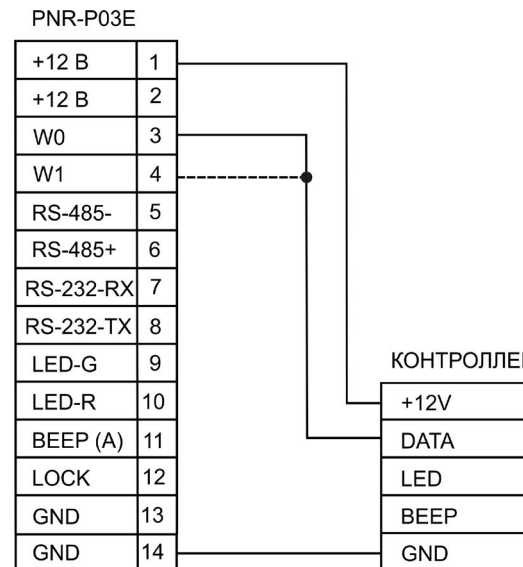 PNR-P03E
+12 В 1
+12 В 2
W0 3
W1 4
RS-485- 5
RS-485+ 6
RS-232-RX 7
RS-232-TX 8
LED-G 9
LED-R 10
BEEP (A) 11
LOCK 12
GND 13
GND 14
КОНТРОЛЛЕ
+12V
DATA
LED
BEEP
GND